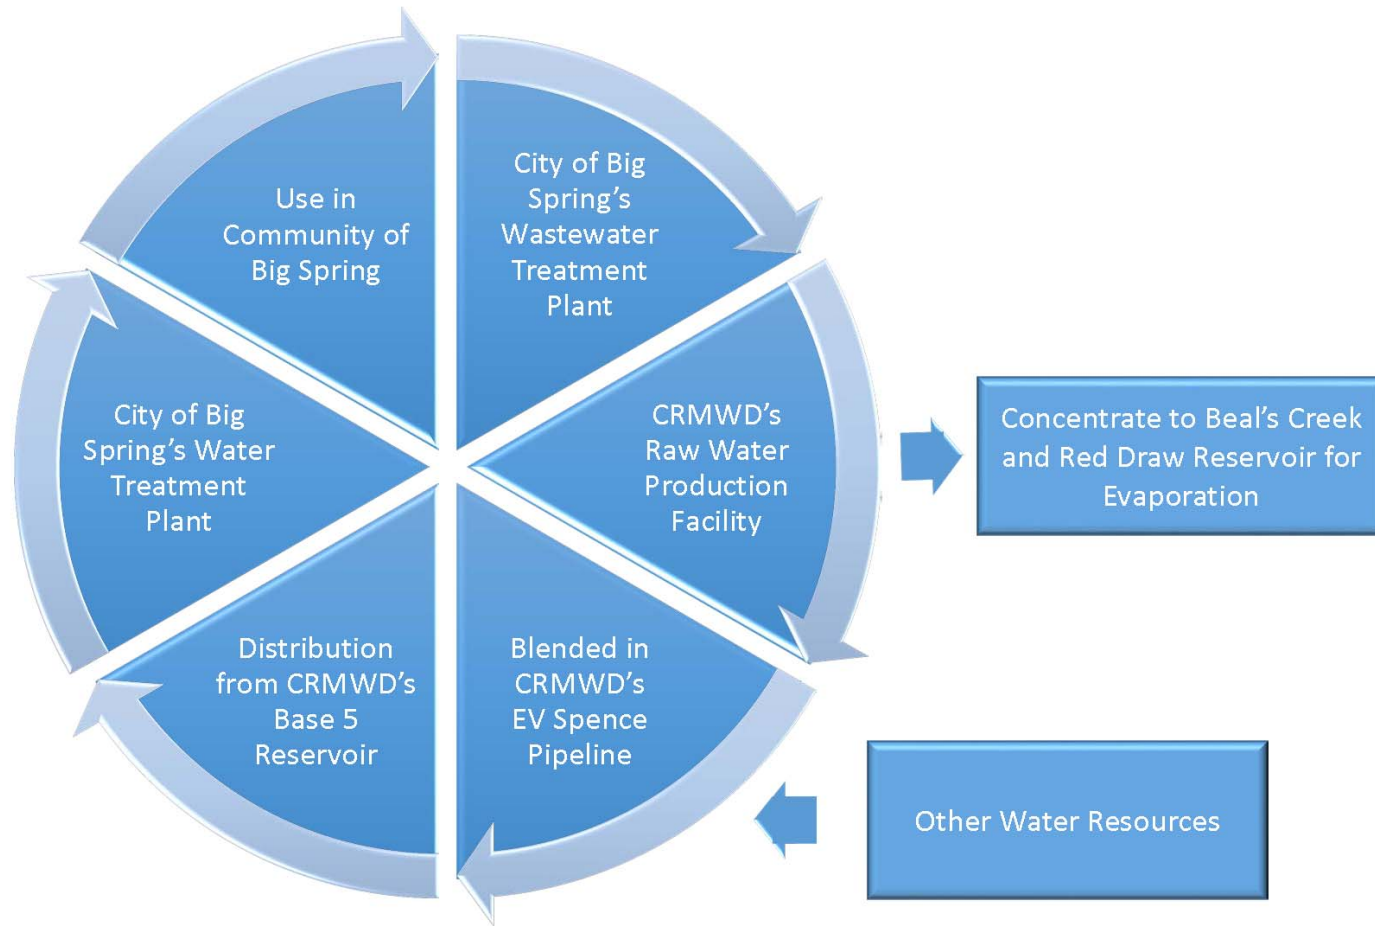 City of Big
Spring's
Wastewater
Treatment
Plant
CRMWD's
Raw Water
Production
Facility
Concentrate to Beal's Creek
and Red Draw Reservoir for
Evaporation
Blended in
CRMWD's
EV Spence
Pipeline
Other Water Resources
Distribution
from CRMWD's
Base 5
Reservoir
City of Big
Spring's Water
Treatment
Plant
Use in
Community of
Big Spring